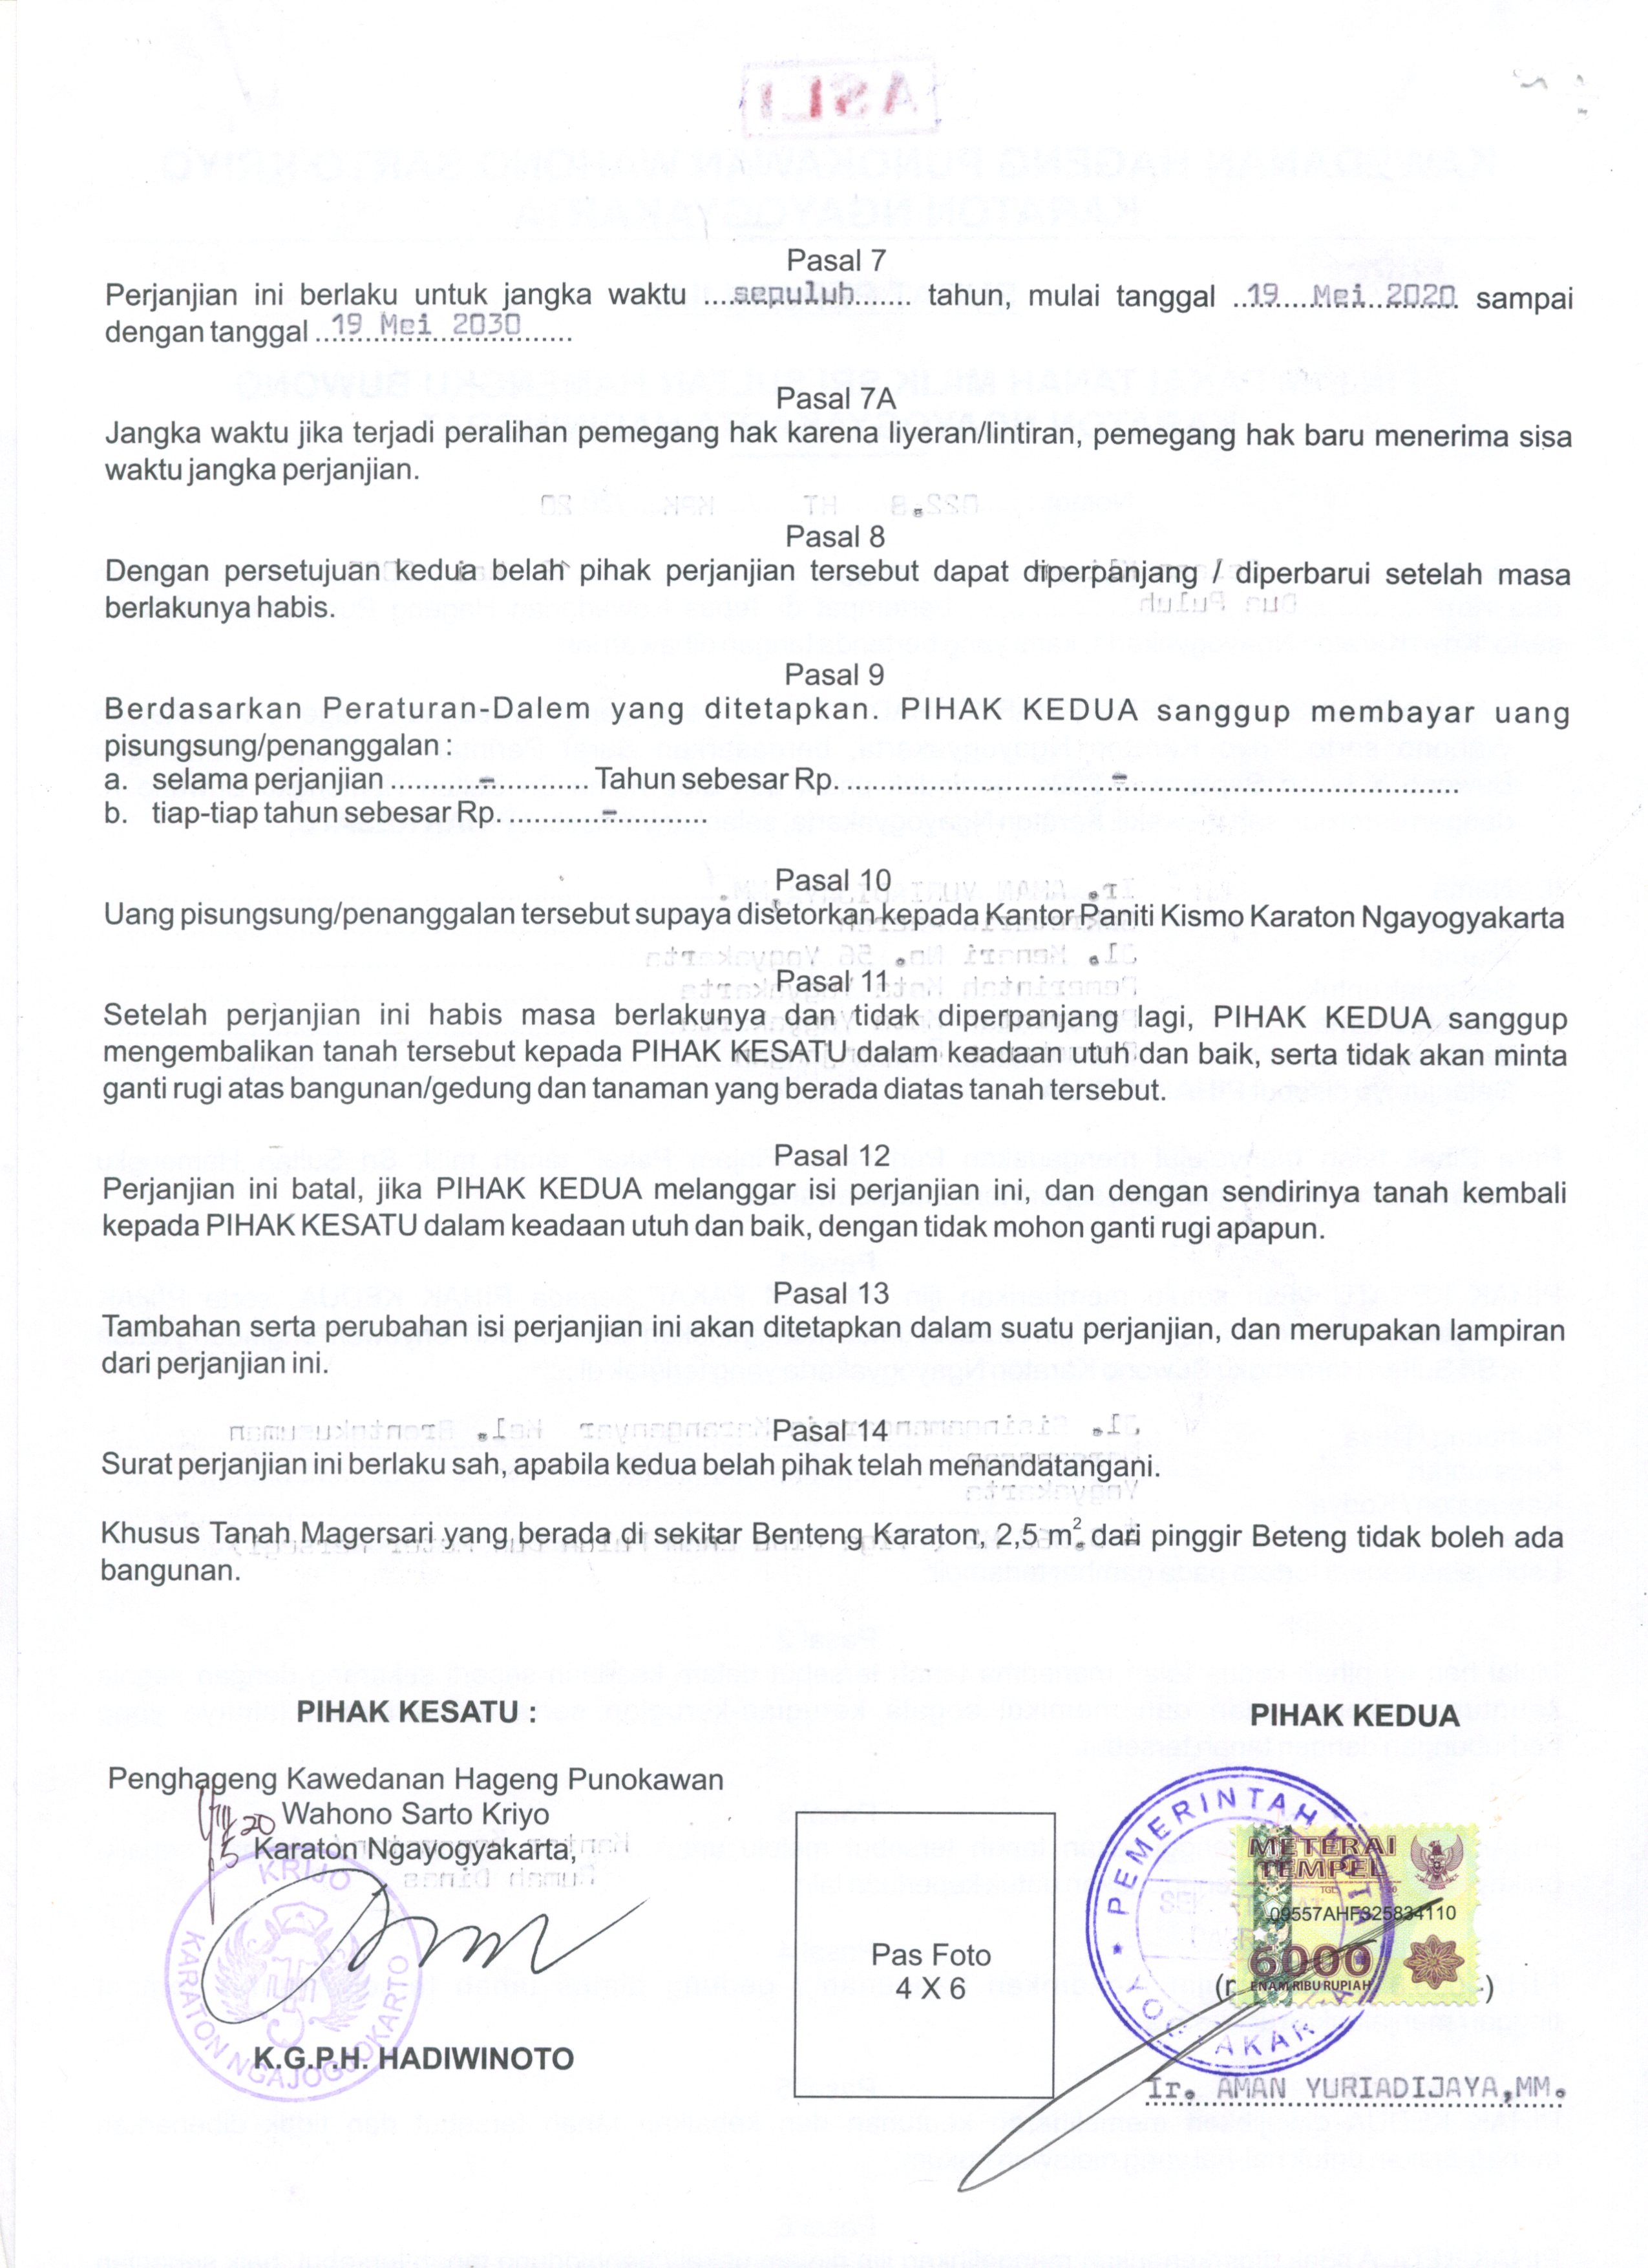 ASLI
Pasal 7
Perjanjian ini berlaku untuk jangka waktu ...sepuluh...... tahun, mulai tanggal ..19...Mei..2020. sampai
dengan tanggal ..19 Mei 2030......
Pasal 7A
Jangka waktu jika terjadi peralihan pemegang hak karena liyeran/lintiran, pemegang hak baru menerima sisa
waktu jangka perjanjian.
Pasal 8
Dengan persetujuan kedua belah pihak perjanjian tersebut dapat diperpanjang / diperbarui setelah masa
berlakunya habis.
Dua Puluh
Pasal 9
Berdasarkan Peraturan-Dalem yang ditetapkan. PIHAK KEDUA sanggup membayar uang
pisungsung/penanggalan :
a. selama perjanjian ..........-.......... Tahun sebesar Rp. ..............................-..............................
b. tiap-tiap tahun sebesar Rp. ............-..........
Pasal 10
Uang pisungsung/penanggalan tersebut supaya disetorkan kepada Kantor Paniti Kismo Karaton Ngayogyakarta
Jl. Kenari No. 56 Yogyakarta
Pasal 11
Setelah perjanjian ini habis masa berlakunya dan tidak diperpanjang lagi, PIHAK KEDUA sanggup
mengembalikan tanah tersebut kepada PIHAK KESATU dalam keadaan utuh dan baik, serta tidak akan minta
ganti rugi atas bangunan/gedung dan tanaman yang berada diatas tanah tersebut.
Pasal 12
Perjanjian ini batal, jika PIHAK KEDUA melanggar isi perjanjian ini, dan dengan sendirinya tanah kembali
kepada PIHAK KESATU dalam keadaan utuh dan baik, dengan tidak mohon ganti rugi apapun.
Pasal 13
Tambahan serta perubahan isi perjanjian ini akan ditetapkan dalam suatu perjanjian, dan merupakan lampiran
dari perjanjian ini.
Pasal 14
Surat perjanjian ini berlaku sah, apabila kedua belah pihak telah menandatangani.
Khusus Tanah Magersari yang berada di sekitar Benteng Karaton, 2,5 m², dari pinggir Beteng tidak boleh ada
bangunan.
PIHAK KESATU :
PIHAK KEDUA
Penghageng Kawedanan Hageng Punokawan
Wahono Sarto Kriyo
Karaton Ngayogyakarta,
KRIJO
KARATON NGAJOGJOKARTO
K.G.P.H. HADIWINOTO
Pas Foto
4 X 6
PEMERINTAH KOTA
YOGYAKARTA
METERAI
TEMPEL
TGL
09557AHF325834110
6000
ENAM RIBU RUPIAH
Ir. AMAN YURIADIJAYA,MM.